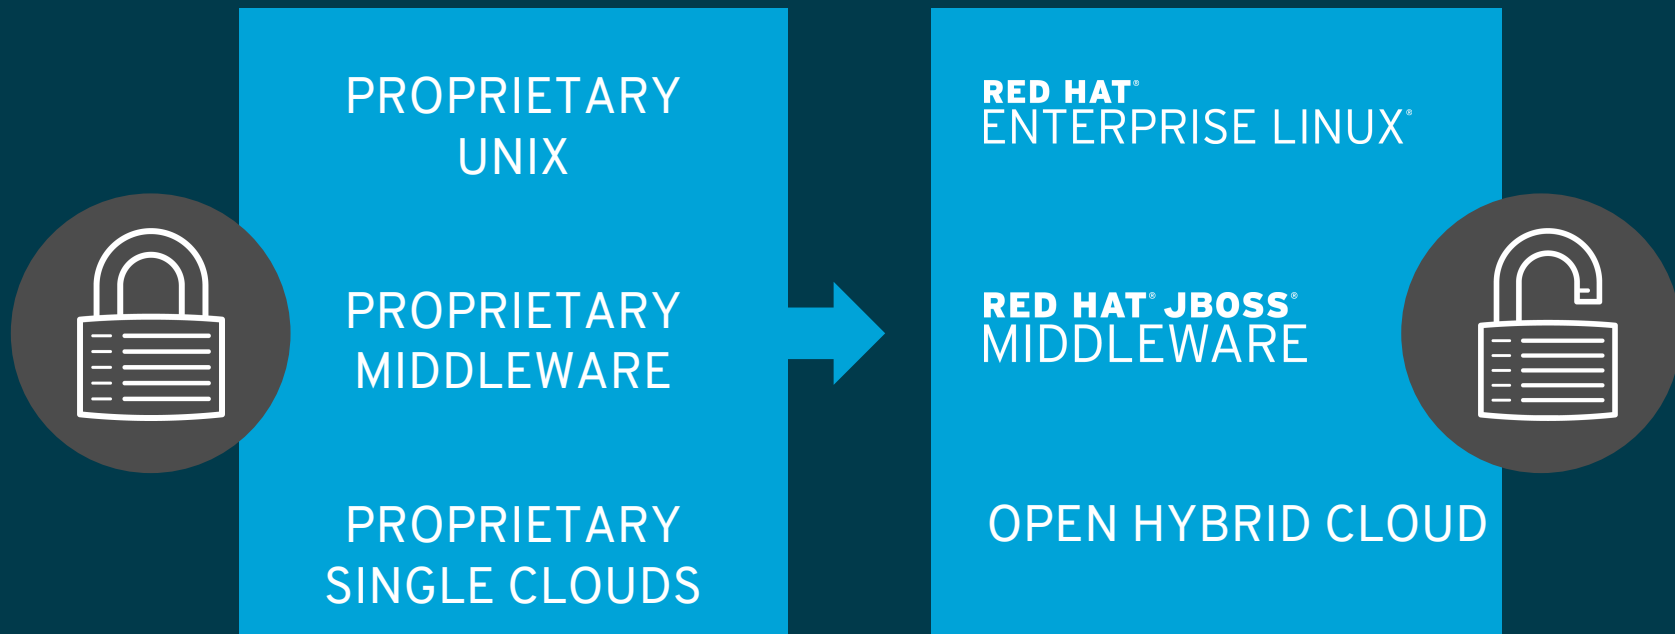 PROPRIETARY
UNIX
PROPRIETARY
MIDDLEWARE
PROPRIETARY
SINGLE CLOUDS
RED HAT®
ENTERPRISE LINUX®
RED HAT® JBOSS®
MIDDLEWARE
OPEN HYBRID CLOUD